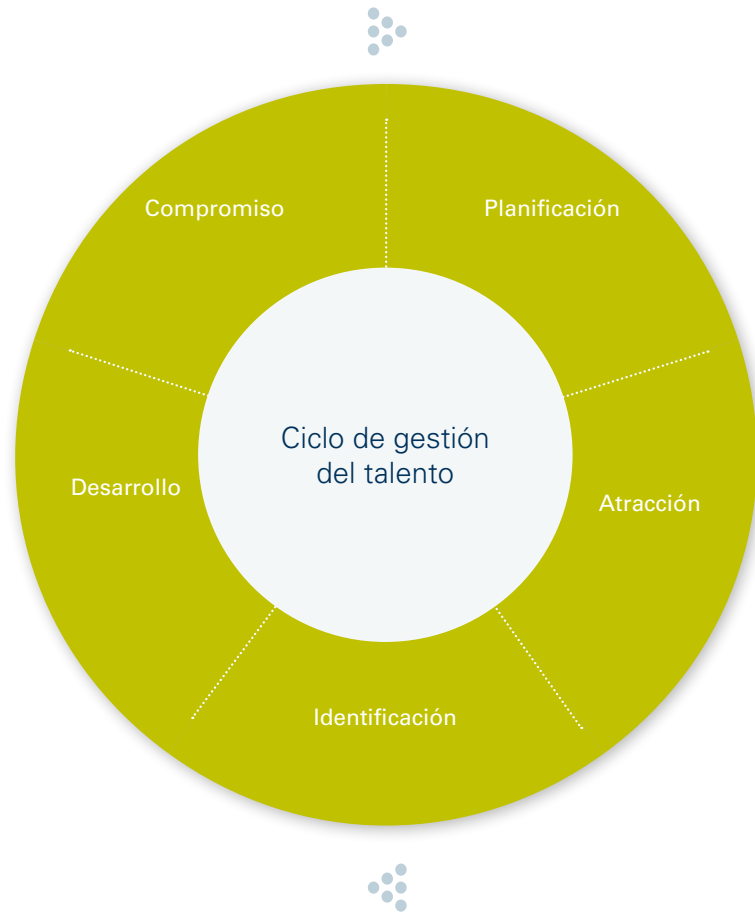 Compromiso
Planificación
Ciclo de gestión
del talento
Desarrollo
Atracción
Identificación